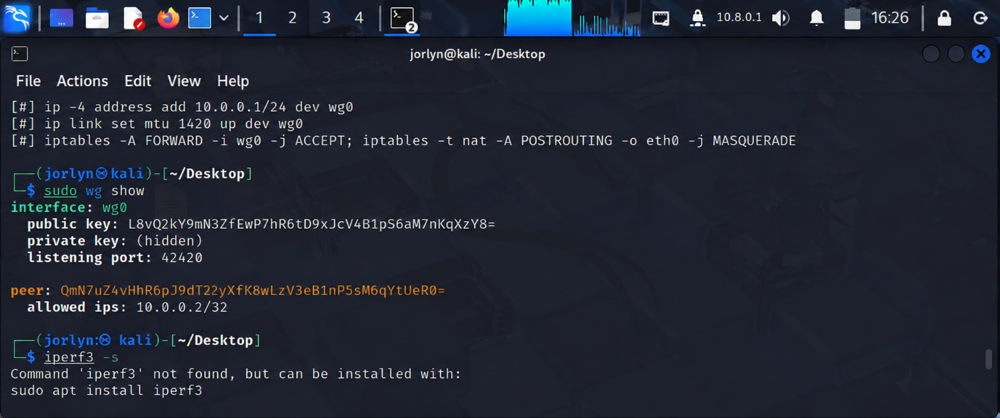 1 2 3 4 2 10.8.0.1 16:26
jorlyn@kali: ~/Desktop
File Actions Edit View Help
[#] ip -4 address add 10.0.0.1/24 dev wg0
[#] ip link set mtu 1420 up dev wg0
[#] iptables -A FORWARD -i wg0 -j ACCEPT; iptables -t nat -A POSTROUTING -o eth0 -j MASQUERADE
┌──(jorlyn㉿kali)-[~/Desktop]
└─$ sudo wg show
interface: wg0
public key: L8vQ2kY9mN3ZfEwP7hR6tD9xJcV4B1pS6aM7nKqXzY8=
private key: (hidden)
listening port: 42420
peer: QmN7uZ4vHhR6pJ9dT22yXfK8wLzV3eB1nP5sM6qYtUeR0=
allowed ips: 10.0.0.2/32
┌──(jorlyn:㉿ kali)-[~/Desktop]
└─$ iperf3 -s
Command 'iperf3' not found, but can be installed with:
sudo apt install iperf3